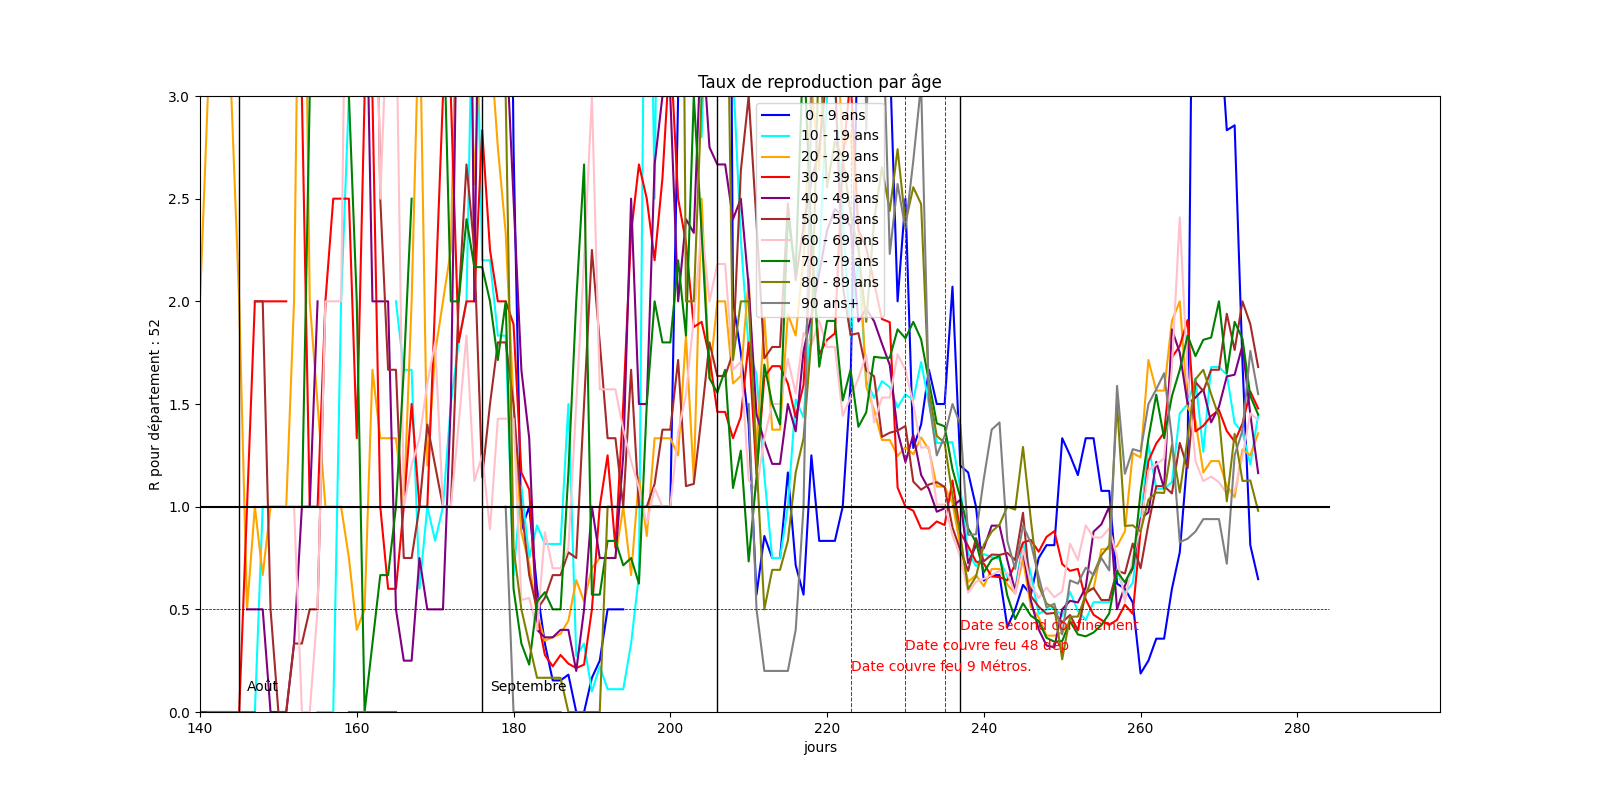 Taux de reproduction par âge
3.0
2.5
2.0
1.5
1.0
0.5
0.0
R pour département : 52
0 - 9 ans
10 - 19 ans
20 - 29 ans
30 - 39 ans
40 - 49 ans
50 - 59 ans
60 - 69 ans
70 - 79 ans
80 - 89 ans
90 ans+
Date second confinement
Date couvre feu 48 dep
Date couvre feu 9 Métros.
Août
Septembre
140 160 180 200 220 240 260 280
jours